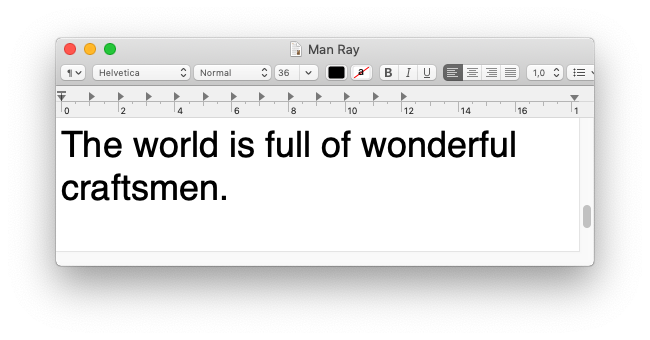 Man Ray
¶ Helvetica Normal 36 a B I U 1,0
0 2 4 6 8 10 12 14 16 1
The world is full of wonderful
craftsmen.